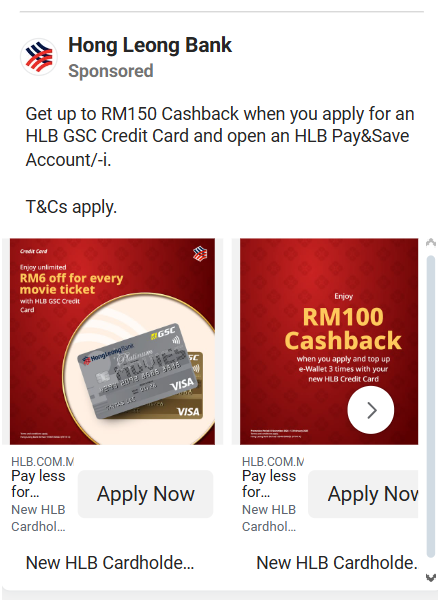 Hong Leong Bank
Sponsored
Get up to RM150 Cashback when you apply for an
HLB GSC Credit Card and open an HLB Pay&Save
Account/-i.
T&Cs apply.
Credit Card
Enjoy unlimited
RM6 off for every
movie ticket
with HLB GSC Credit
Card
GSC
HongLeong Bank
Platinum
MOVIES
VISA
VISA
Enjoy
RM100
Cashback
when you apply and top up
e-Wallet 3 times with your
new HLB Credit Card
HLB.COM.M
Pay less
for...
New HLB
Cardhol...
Apply Now
HLB.COM.M
Pay less
for...
New HLB
Cardhol...
Apply Now
New HLB Cardholde...
New HLB Cardholde.